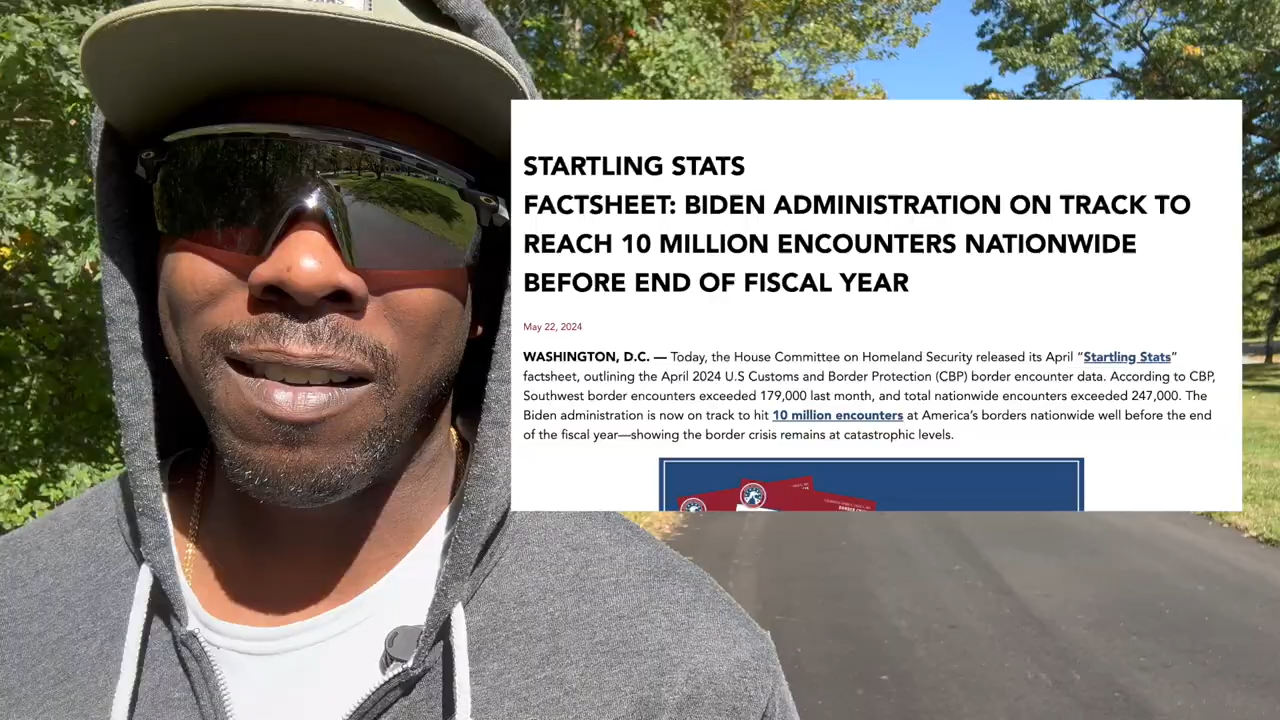 STARTLING STATS
FACTSHEET: BIDEN ADMINISTRATION ON TRACK TO
REACH 10 MILLION ENCOUNTERS NATIONWIDE
BEFORE END OF FISCAL YEAR
May 22, 2024
WASHINGTON, D.C. — Today, the House Committee on Homeland Security released its April “Startling Stats”
factsheet, outlining the April 2024 U.S Customs and Border Protection (CBP) border encounter data. According to CBP,
Southwest border encounters exceeded 179,000 last month, and total nationwide encounters exceeded 247,000. The
Biden administration is now on track to hit 10 million encounters at America’s borders nationwide well before the end
of the fiscal year—showing the border crisis remains at catastrophic levels.